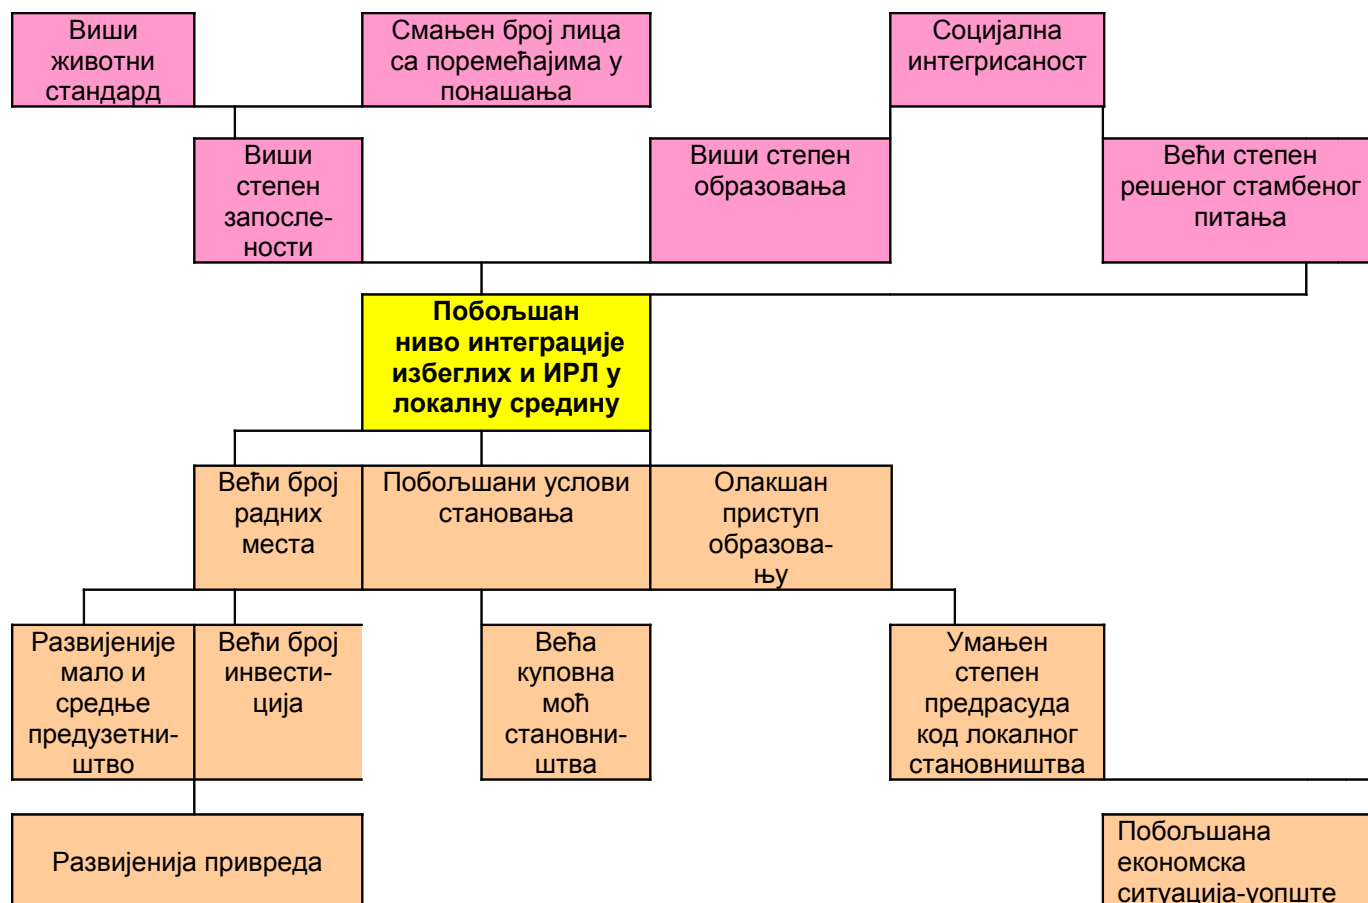 Виши
животни
стандард
Смањен број лица
са поремећајима у
понашања
Социјална
интегрисаност
Виши
степен
запосле-
ности
Виши степен
образовања
Већи степен
решеног стамбеног
питања
Побољшан
ниво интеграције
избеглих и ИРЛ у
локалну средину
Већи број
радних
места
Побољшани услови
становања
Олакшан
приступ
образова-
њу
Развијеније
мало и
средње
предузетни-
штво
Већи број
инвести-
ција
Већа
куповна
моћ
становни-
штва
Умањен
степен
предрасуда
код локалног
становништва
Развијенија привреда
Побољшана
економска
ситуација-уопште